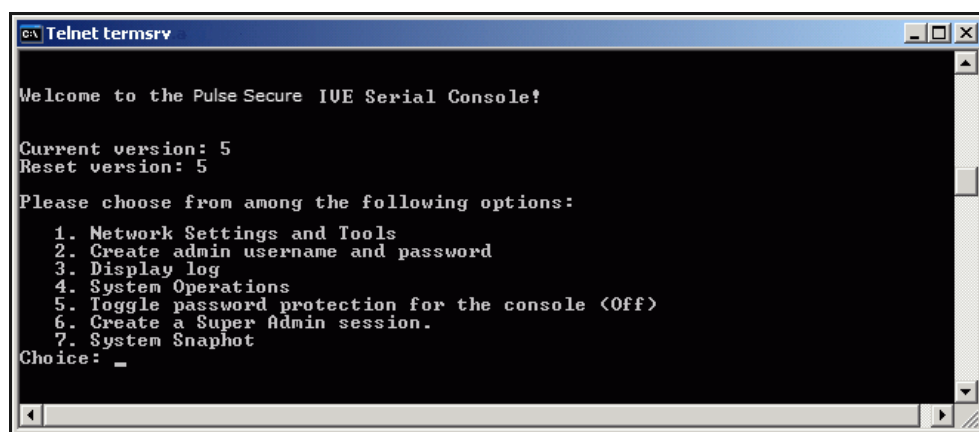 Telnet termsrv
Welcome to the Pulse Secure IVE Serial Console!
Current version: 5
Reset version: 5
Please choose from among the following options:
1. Network Settings and Tools
2. Create admin username and password
3. Display log
4. System Operations
5. Toggle password protection for the console (Off)
6. Create a Super Admin session.
7. System Snaphot
Choice: _